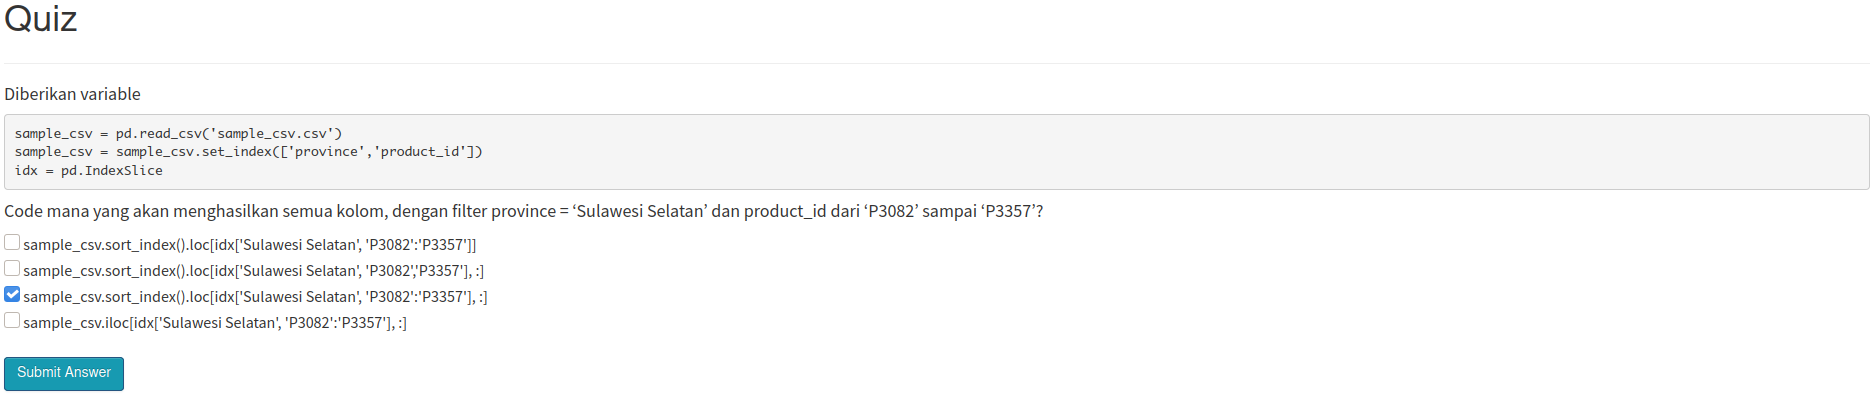 Quiz
Diberikan variable
sample_csv = pd.read_csv('sample_csv.csv')
sample_csv = sample_csv.set_index(['province','product_id'])
idx = pd.IndexSlice
Code mana yang akan menghasilkan semua kolom, dengan filter province = ‘Sulawesi Selatan’ dan product_id dari ‘P3082’ sampai ‘P3357’?
sample_csv.sort_index().loc[idx['Sulawesi Selatan', 'P3082':'P3357']]
sample_csv.sort_index().loc[idx['Sulawesi Selatan', 'P3082','P3357'], :]
sample_csv.sort_index().loc[idx['Sulawesi Selatan', 'P3082':'P3357'], :]
sample_csv.iloc[idx['Sulawesi Selatan', 'P3082':'P3357'], :]
Submit Answer